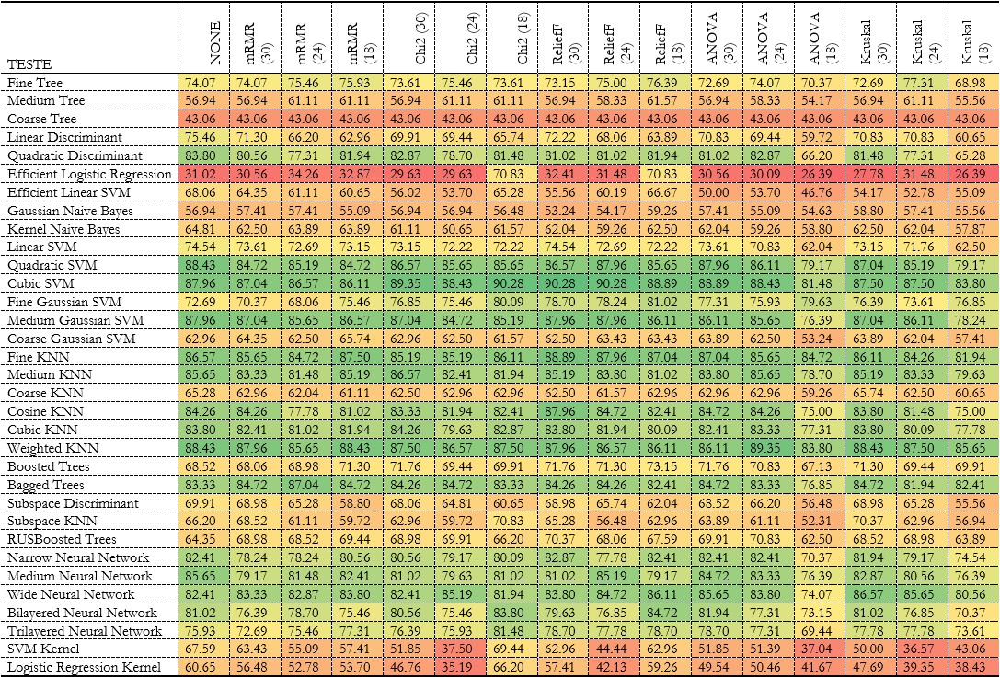 TESTE NONE mRMR (30) mRMR (24) mRMR (18) Chi2 (30) Chi2 (24) Chi2 (18) ReliefF (30) ReliefF (24) ReliefF (18) ANOVA (30) ANOVA (24) ANOVA (18) Kruskal (30) Kruskal (24) Kruskal (18)
Fine Tree 74.07 74.07 75.46 75.93 73.61 75.46 73.61 73.15 75.00 76.39 72.69 74.07 70.37 72.69 77.31 68.98
Medium Tree 56.94 56.94 61.11 61.11 56.94 61.11 61.11 56.94 58.33 61.57 56.94 58.33 54.17 56.94 61.11 55.56
Coarse Tree 43.06 43.06 43.06 43.06 43.06 43.06 43.06 43.06 43.06 43.06 43.06 43.06 43.06 43.06 43.06 43.06
Linear Discriminant 75.46 71.30 66.20 62.96 69.91 69.44 65.74 72.22 68.06 63.89 70.83 69.44 59.72 70.83 70.83 60.65
Quadratic Discriminant 83.80 80.56 77.31 81.94 82.87 78.70 81.48 81.02 81.02 81.94 81.02 82.87 66.20 81.48 77.31 65.28
Efficient Logistic Regression 31.02 30.56 34.26 32.87 29.63 29.63 70.83 32.41 31.48 70.83 30.56 30.09 26.39 27.78 31.48 26.39
Efficient Linear SVM 68.06 64.35 61.11 60.65 56.02 53.70 65.28 55.56 60.19 66.67 50.00 53.70 46.76 54.17 52.78 55.09
Gaussian Naive Bayes 56.94 57.41 57.41 55.09 56.94 56.94 56.48 53.24 54.17 59.26 57.41 55.09 54.63 58.80 57.41 55.56
Kernel Naive Bayes 64.81 62.50 63.89 63.89 61.11 60.65 61.57 62.04 59.26 62.50 62.04 59.26 58.80 62.50 62.04 57.87
Linear SVM 74.54 73.61 72.69 73.15 73.15 72.22 72.22 74.54 72.69 72.22 73.61 70.83 62.04 73.15 71.76 62.50
Quadratic SVM 88.43 84.72 85.19 84.72 86.57 85.65 85.65 86.57 87.96 85.65 87.96 86.11 79.17 87.04 85.19 79.17
Cubic SVM 87.96 87.04 86.57 86.11 89.35 88.43 90.28 90.28 90.28 88.89 88.89 88.43 81.48 87.50 87.50 83.80
Fine Gaussian SVM 72.69 70.37 68.06 75.46 76.85 75.46 80.09 78.70 78.24 81.02 77.31 75.93 79.63 76.39 73.61 76.85
Medium Gaussian SVM 87.96 87.04 85.65 86.57 87.04 84.72 85.19 87.96 87.96 86.11 86.11 85.65 76.39 87.04 86.11 78.24
Coarse Gaussian SVM 62.96 64.35 62.50 65.74 62.96 62.50 61.57 62.50 63.43 63.43 63.89 62.50 53.24 63.89 62.04 57.41
Fine KNN 86.57 85.65 84.72 87.50 85.19 85.19 86.11 88.89 87.96 87.04 87.04 85.65 84.72 86.11 84.26 81.94
Medium KNN 85.65 83.33 81.48 85.19 86.57 82.41 81.94 85.19 83.80 81.02 83.80 85.65 78.70 85.19 83.33 79.63
Coarse KNN 65.28 62.96 62.04 61.11 62.50 62.96 62.96 62.50 61.57 62.96 62.96 62.96 59.26 65.74 62.50 60.65
Cosine KNN 84.26 84.26 77.78 81.02 83.33 81.94 82.41 87.96 84.72 82.41 84.72 84.26 75.00 83.80 81.48 75.00
Cubic KNN 83.80 82.41 81.02 81.94 84.26 79.63 82.87 83.80 81.94 80.09 82.41 83.33 77.31 83.80 80.09 77.78
Weighted KNN 88.43 87.96 85.65 88.43 87.50 86.57 87.50 87.96 86.57 86.11 86.11 89.35 83.80 88.43 87.50 85.65
Boosted Trees 68.52 68.06 68.98 71.30 71.76 69.44 69.91 71.76 71.30 73.15 71.76 70.83 67.13 71.30 69.44 69.91
Bagged Trees 83.33 84.72 87.04 84.72 84.26 84.72 83.33 84.26 84.26 82.41 84.72 83.33 76.85 84.72 81.94 82.41
Subspace Discriminant 69.91 68.98 65.28 58.80 68.06 64.81 60.65 68.98 65.74 62.04 68.52 66.20 56.48 68.98 65.28 55.56
Subspace KNN 66.20 68.52 61.11 59.72 62.96 59.72 70.83 65.28 56.48 62.96 63.89 61.11 52.31 70.37 62.96 56.94
RUSBoosted Trees 64.35 68.98 68.52 69.44 68.98 69.91 66.20 70.37 68.06 67.59 69.91 70.83 62.50 68.52 68.98 63.89
Narrow Neural Network 82.41 78.24 78.24 80.56 80.56 79.17 80.09 82.87 77.78 82.41 82.41 82.41 70.37 81.94 79.17 74.54
Medium Neural Network 85.65 79.17 81.48 82.41 81.02 79.63 81.02 81.02 85.19 79.17 84.72 83.33 76.39 82.87 80.56 76.39
Wide Neural Network 82.41 83.33 82.87 83.80 82.41 85.19 81.94 83.80 84.72 86.11 85.65 83.80 74.07 86.57 85.65 80.56
Bilayered Neural Network 81.02 76.39 78.70 75.46 80.56 75.46 83.80 79.63 76.85 84.72 81.94 77.31 73.15 81.02 76.85 70.37
Trilayered Neural Network 75.93 72.69 75.46 77.31 76.39 75.93 81.48 78.70 77.78 78.70 78.70 77.31 69.44 77.78 77.78 73.61
SVM Kernel 67.59 63.43 55.09 57.41 51.85 37.50 69.44 62.96 44.44 62.96 51.85 51.39 37.04 50.00 36.57 43.06
Logistic Regression Kernel 60.65 56.48 52.78 53.70 46.76 35.19 66.20 57.41 42.13 59.26 49.54 50.46 41.67 47.69 39.35 38.43